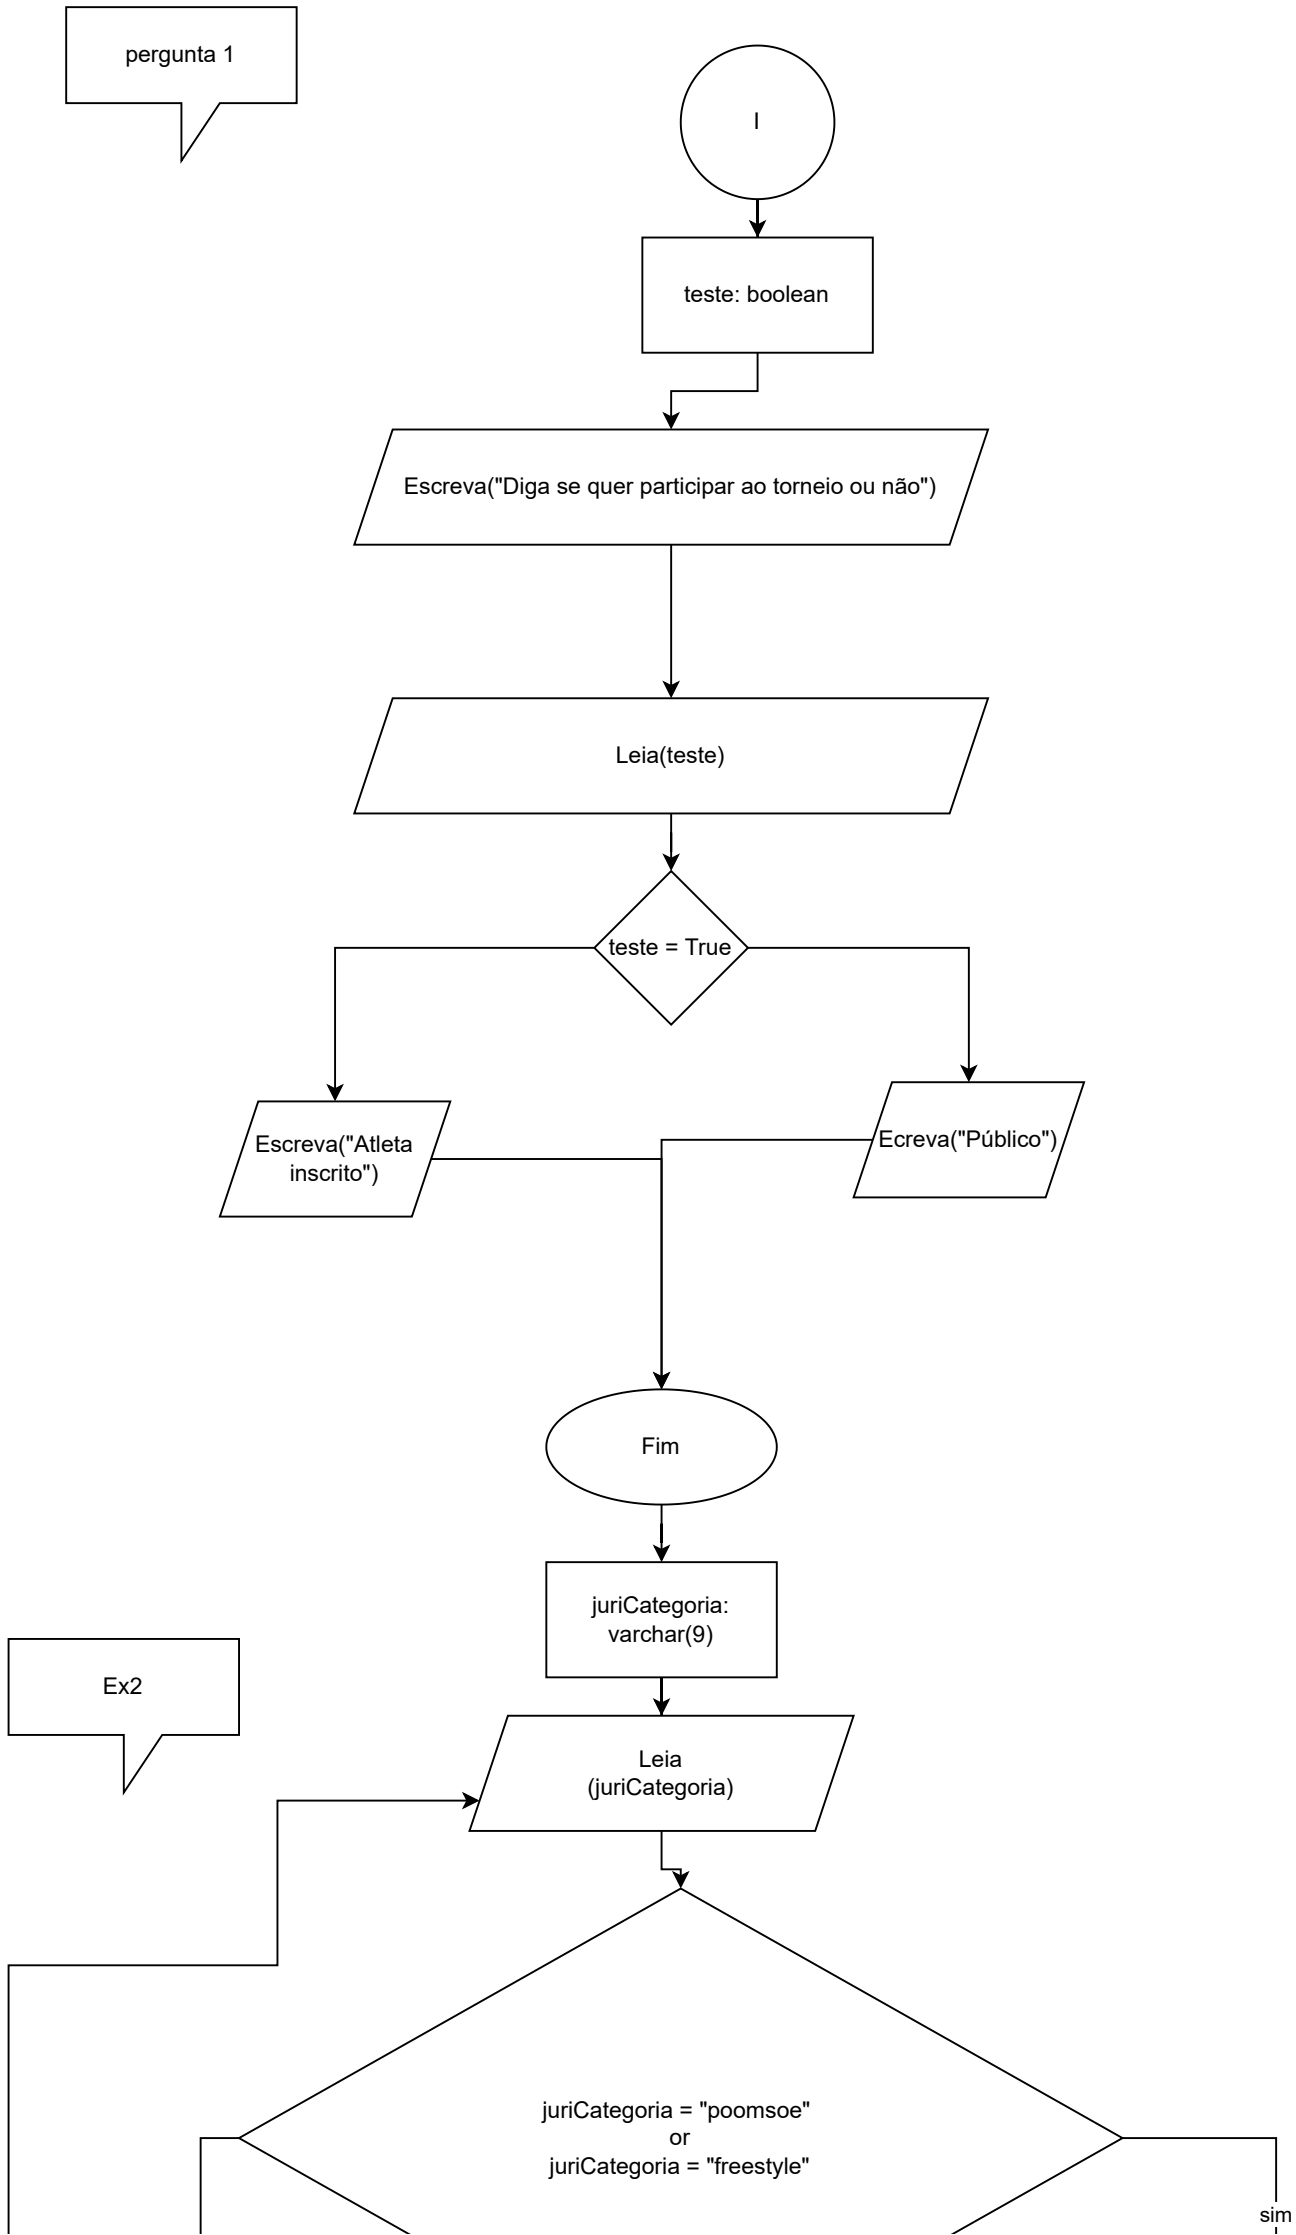 pergunta 1
I
teste: boolean
Escreva("Diga se quer participar ao torneio ou não")
Leia(teste)
teste = True
Escreva("Atleta
inscrito")
Ecreva("Público")
Fim
juriCategoria:
varchar(9)
Ex2
Leia
(juriCategoria)
juriCategoria = "poomsoe"
or
juriCategoria = "freestyle"
sim